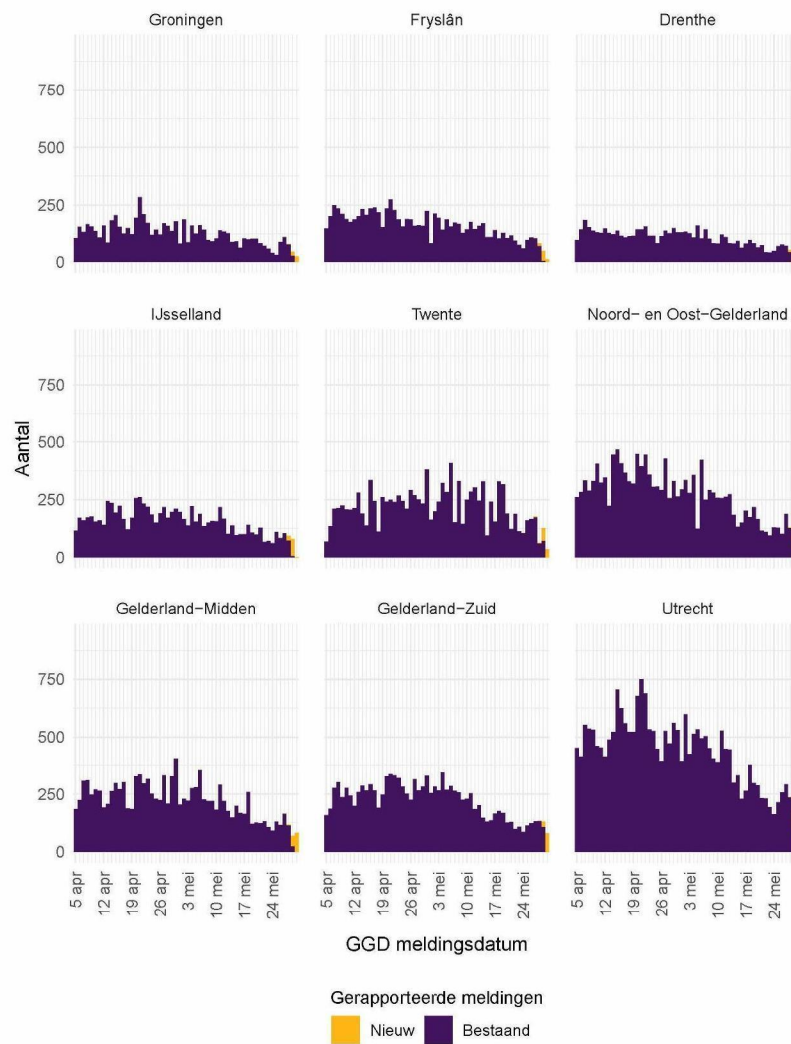 Groningen
Fryslân
Drenthe
750
500
250
0
IJsselland
Twente
Noord- en Oost-Gelderland
Aantal
750
500
250
0
Gelderland-Midden
Gelderland-Zuid
Utrecht
750
500
250
0
5 apr
12 apr
19 apr
26 apr
3 mei
10 mei
17 mei
24 mei
5 apr
12 apr
19 apr
26 apr
3 mei
10 mei
17 mei
24 mei
5 apr
12 apr
19 apr
26 apr
3 mei
10 mei
17 mei
24 mei
GGD meldingsdatum
Gerapporteerde meldingen
Nieuw
Bestaand